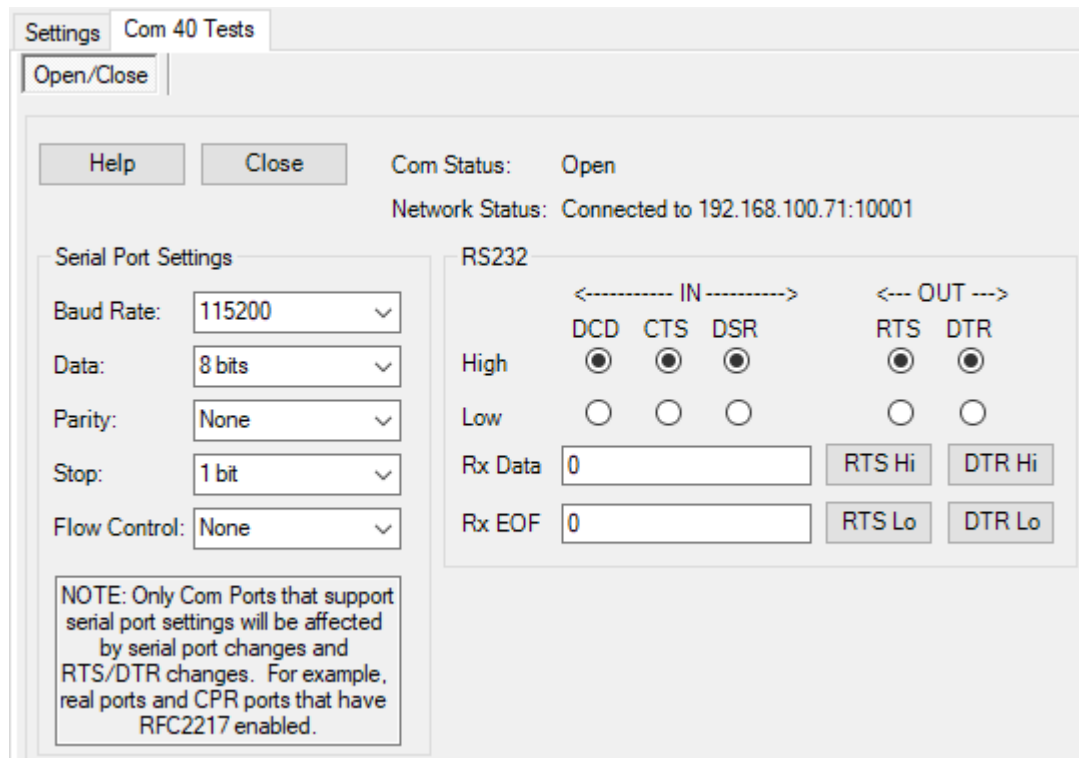 Settings Com 40 Tests
Open/Close
Help Close Com Status: Open
Network Status: Connected to 192.168.100.71:10001
Serial Port Settings
Baud Rate: 115200
Data: 8 bits
Parity: None
Stop: 1 bit
Flow Control: None
NOTE: Only Com Ports that support
serial port settings will be affected
by serial port changes and
RTS/DTR changes. For example,
real ports and CPR ports that have
RFC2217 enabled.
RS232
<----------- IN ----------> <--- OUT --->
DCD CTS DSR RTS DTR
High
Low
Rx Data 0 RTS Hi DTR Hi
Rx EOF 0 RTS Lo DTR Lo